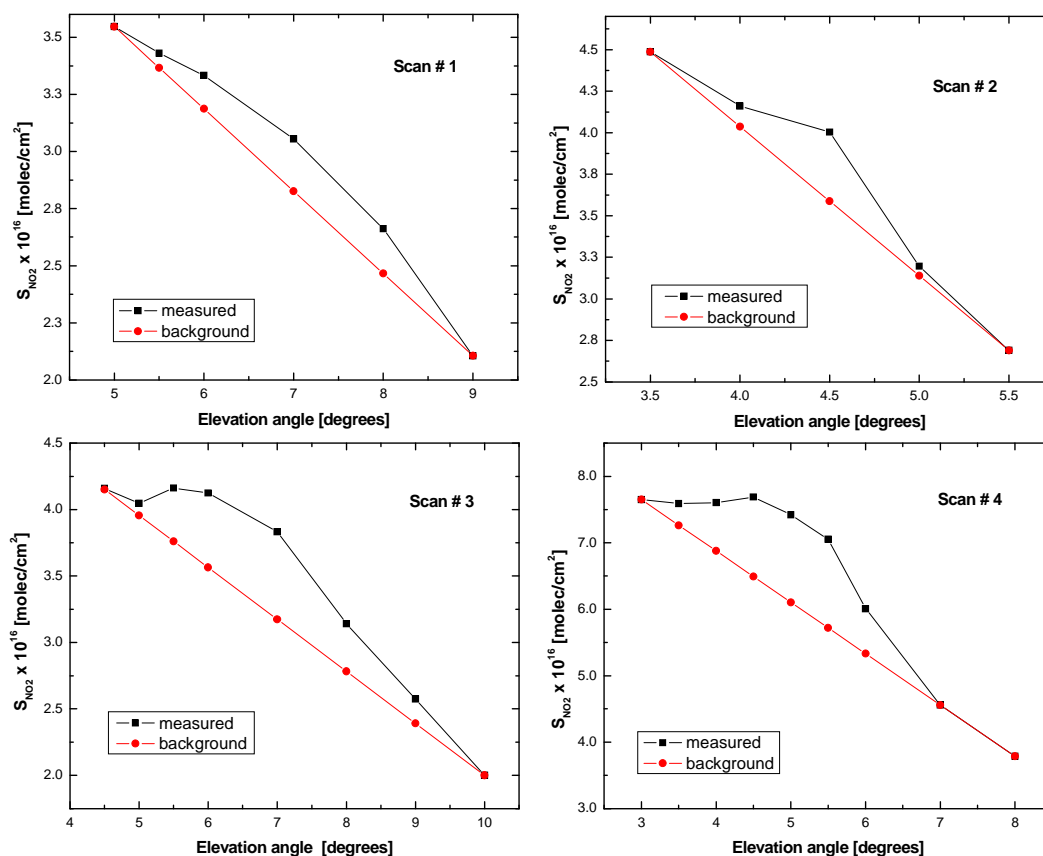 Scan # 1
S_NO2 x 10^16 [molec/cm^2]
3.5
3.3
3.0
2.8
2.5
2.3
2.0
measured
background
5 6 7 8 9
Elevation angle [degrees]
Scan # 2
S_NO2 x 10^16 [molec/cm^2]
4.5
4.3
4.0
3.8
3.5
3.3
3.0
2.8
2.5
measured
background
3.5 4.0 4.5 5.0 5.5
Elevation angle [degrees]
Scan # 3
S_NO2 x 10^16 [molec/cm^2]
4.5
4.0
3.5
3.0
2.5
2.0
measured
background
4 5 6 7 8 9 10
Elevation angle [degrees]
Scan # 4
S_NO2 x 10^16 [molec/cm^2]
8.0
7.0
6.0
5.0
4.0
3.0
measured
background
3 4 5 6 7 8
Elevation angle [degrees]